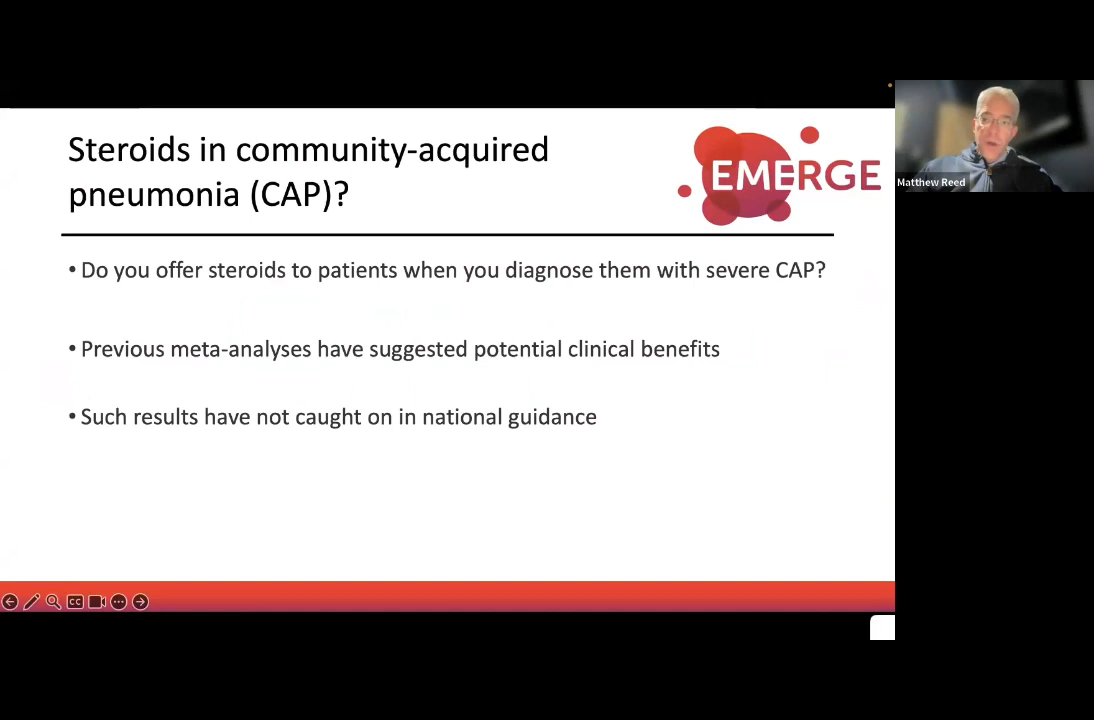 Steroids in community-acquired
pneumonia (CAP)?
EMERGE
• Do you offer steroids to patients when you diagnose them with severe CAP?
• Previous meta-analyses have suggested potential clinical benefits
• Such results have not caught on in national guidance
Matthew Reed
CC